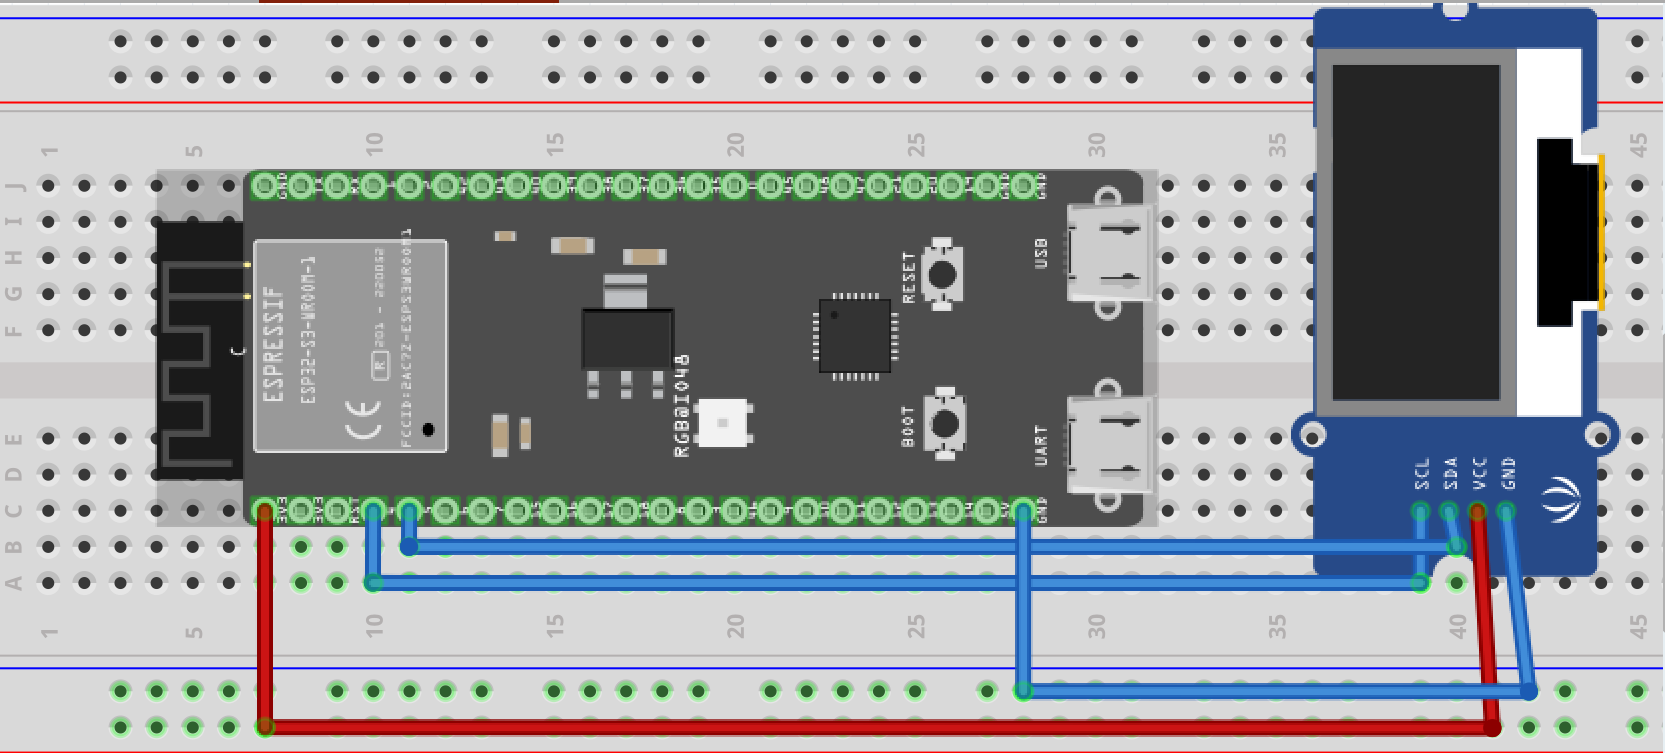 1 5 10 15 20 25 30 35 45
J
I
H
G
F
E
D
C
B
A
GND
GND
GND
C
ESPRESSIF
ESP32-S3-WROOM-1
CE
R 201 - 220052
FCCID:2AC7Z-ESPS3WROOM1
RGB@IO48
RESET
BOOT
USB
UART
3V3
3V3
RST
GND
SCL
SDA
VCC
GND
1 5 10 15 20 25 30 35 40 45